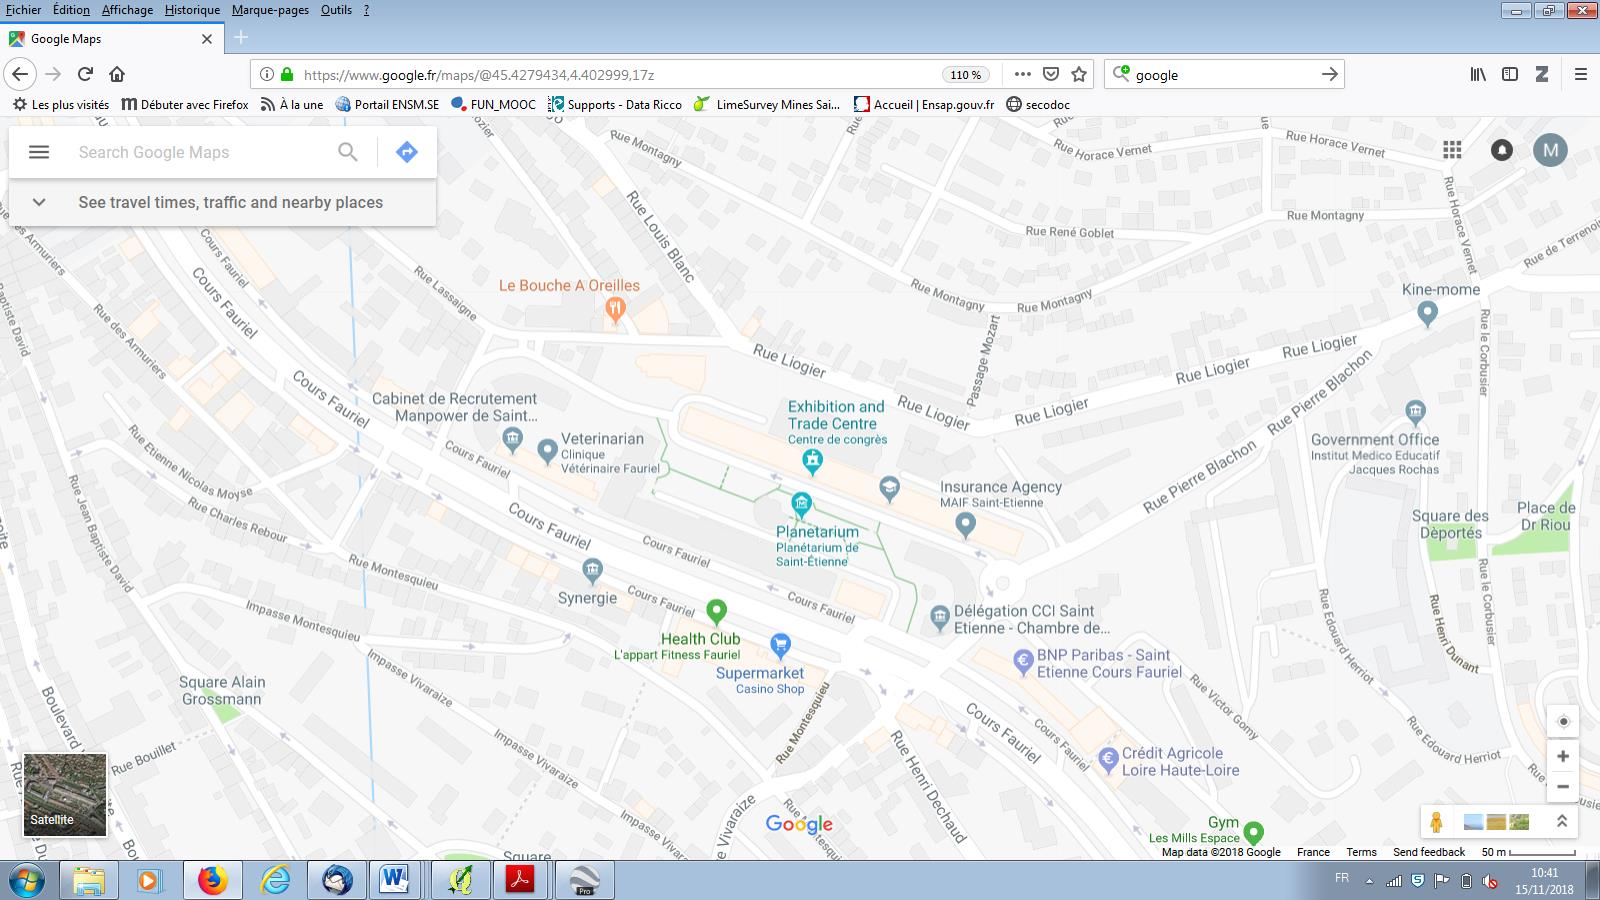 Fichier Édition Affichage Historique Marque-pages Outils ?
Google Maps
https://www.google.fr/maps/@45.4279434,4.402999,17z
110 %
google
Les plus visités
Débuter avec Firefox
À la une
Portail ENSM.SE
FUN_MOOC
Supports - Data Ricco
LimeSurvey Mines Sai...
Accueil | Ensap.gouv.fr
secodoc
Search Google Maps
See travel times, traffic and nearby places
M
Rue Montagny
Rue Horace Vernet
Rue Horace Vernet
Rue Horace Vernet
Rue Montagny
Rue René Goblet
Rue de Terrenoi
Rue Louis Blanc
Cours Fauriel
Cours Fauriel
Rue Lassaigne
Le Bouche A Oreilles
Rue Montagny
Rue Montagny
Kine-mome
Rue des Armuriers
Passage Mozart
Rue le Corbusier
Rue Liogier
Rue Liogier
Rue Liogier
Rue Liogier
Rue Liogier
Rue Pierre Blachon
Rue Pierre Blachon
Cours Fauriel
Cabinet de Recrutement
Manpower de Saint...
Exhibition and
Trade Centre
Centre de congrès
Veterinarian
Clinique
Vétérinaire Fauriel
Cours Fauriel
Government Office
Institut Medico Educatif
Jacques Rochas
Rue Etienne Nicolas Moyse
Rue Charles Rebour
Rue Jean Baptiste David
Insurance Agency
MAIF Saint-Etienne
Square des
Dèportés
Place de
Dr Riou
Cours Fauriel
Cours Fauriel
Planetarium
Planétarium de
Saint-Étienne
Rue Montesquieu
Synergie
Cours Fauriel
Cours Fauriel
Impasse Montesquieu
Health Club
L'appart Fitness Fauriel
Délégation CCI Saint
Etienne - Chambre de...
Rue Henri Dunant
Rue le Corbusier
Rue Edouard Herriot
Supermarket
Casino Shop
BNP Paribas - Saint
Etienne Cours Fauriel
Square Alain
Grossmann
Impasse Vivaraize
Rue Montesquieu
Rue Victor Gomy
Cours Fauriel
Cours Fauriel
Rue Bouillet
Impasse Vivaraize
Rue Henri Dechaud
Crédit Agricole
Loire Haute-Loire
Rue Edouard Herriot
Satellite
Google
Gym
Les Mills Espace
Square
Map data ©2018 Google France Terms Send feedback 50 m
Pro
FR
10:41
15/11/2018